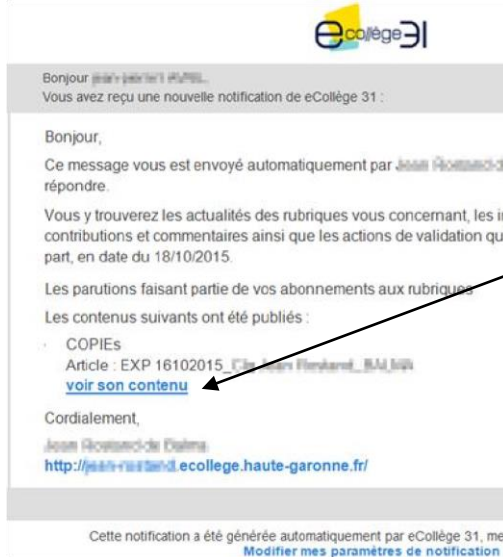 ecollège31
Bonjour
Vous avez reçu une nouvelle notification de eCollège 31 :
Bonjour,
Ce message vous est envoyé automatiquement par
répondre.
Vous y trouverez les actualités des rubriques vous concernant, les
contributions et commentaires ainsi que les actions de validation
part, en date du 18/10/2015.
Les parutions faisant partie de vos abonnements aux rubriques
Les contenus suivants ont été publiés :
· COPIEs
Article : EXP 16102015_
voir son contenu
Cordialement,
http:// .ecollege.haute-garonne.fr/
Cette notification a été générée automatiquement par eCollège 31,
Modifier mes paramètres de notification